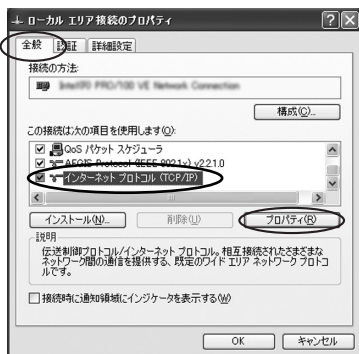 ローカル エリア接続のプロパティ
全般 認証 詳細設定
接続の方法:
Intel(R) PRO/100 VE Network Connection
構成(C)...
この接続は次の項目を使用します(O):
QoS パケット スケジューラ
AEGIS Protocol (IEEE 802.1x) v2.2.1.0
インターネット プロトコル (TCP/IP)
インストール(N)... 削除(U) プロパティ(R)
説明
伝送制御プロトコル/インターネット プロトコル。相互接続されたさまざまな
ネットワーク間の通信を提供する、既定のワイド エリア ネットワーク プロトコ
ルです。
接続時に通知領域にインジケータを表示する(W)
OK キャンセル